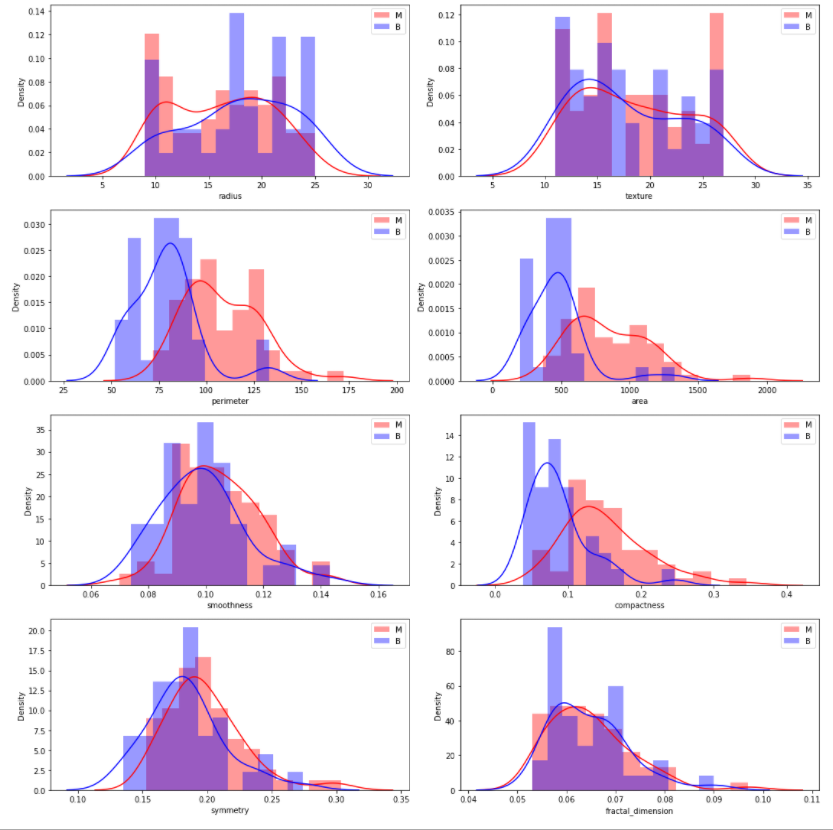 0.14
0.12
0.10
0.08
0.06
0.04
0.02
0.00
Density
M
B
5 10 15 20 25 30
radius
0.12
0.10
0.08
0.06
0.04
0.02
0.00
Density
M
B
5 10 15 20 25 30 35
texture
0.030
0.025
0.020
0.015
0.010
0.005
0.000
Density
M
B
25 50 75 100 125 150 175 200
perimeter
0.0035
0.0030
0.0025
0.0020
0.0015
0.0010
0.0005
0.0000
Density
M
B
0 500 1000 1500 2000
area
35
30
25
20
15
10
5
0
Density
M
B
0.06 0.08 0.10 0.12 0.14 0.16
smoothness
14
12
10
8
6
4
2
0
Density
M
B
0.0 0.1 0.2 0.3 0.4
compactness
20.0
17.5
15.0
12.5
10.0
7.5
5.0
2.5
0.0
Density
M
B
0.10 0.15 0.20 0.25 0.30 0.35
symmetry
80
60
40
20
0
Density
M
B
0.04 0.05 0.06 0.07 0.08 0.09 0.10 0.11
fractal_dimension